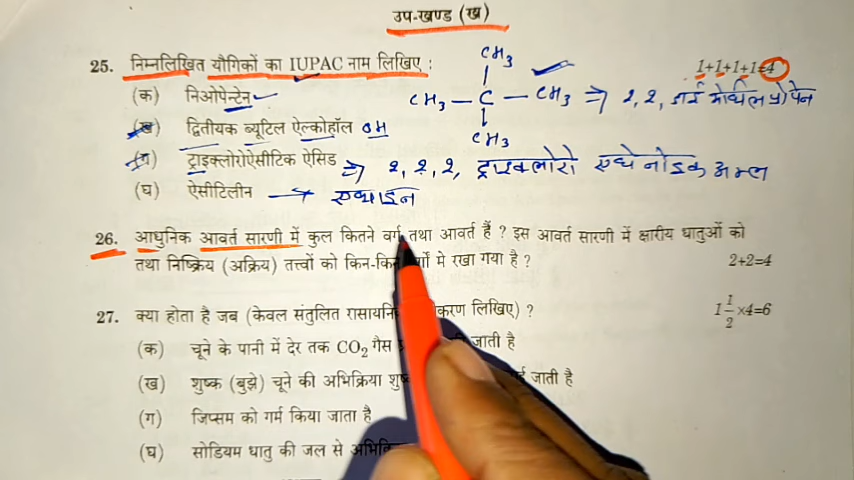 उप-खण्ड (ख)
25. निम्नलिखित यौगिकों का IUPAC नाम लिखिए : 1+1+1+1=4
CH3
(क) निओपेन्टेन CH3 — C — CH3 ⇒ 2, 2, डाई मेथिल प्रोपेन
CH3
(ख) द्वितीयक ब्यूटिल ऐल्कोहॉल OH
(ग) ट्राइक्लोरोऐसीटिक ऐसिड ⇒ 2, 2, 2, ट्राइक्लोरो एथेनोइक अम्ल
(घ) ऐसीटिलीन → एथाइन
26. आधुनिक आवर्त सारणी में कुल कितने वर्ग तथा आवर्त हैं ? इस आवर्त सारणी में क्षारीय धातुओं को
तथा निष्क्रिय (अक्रिय) तत्त्वों को किन- मे रखा गया है ? 2+2=4
27. क्या होता है जब (केवल संतुलित लिखिए) ? 1 1/2 ×4=6
(क) चूने के पानी में देर तक CO2 गैस जाती है
(ख) शुष्क (बुझे) चूने की अभिक्रिया जाती है
(ग) जिप्सम को गर्म किया जाता है
(घ) सोडियम धातु की जल से